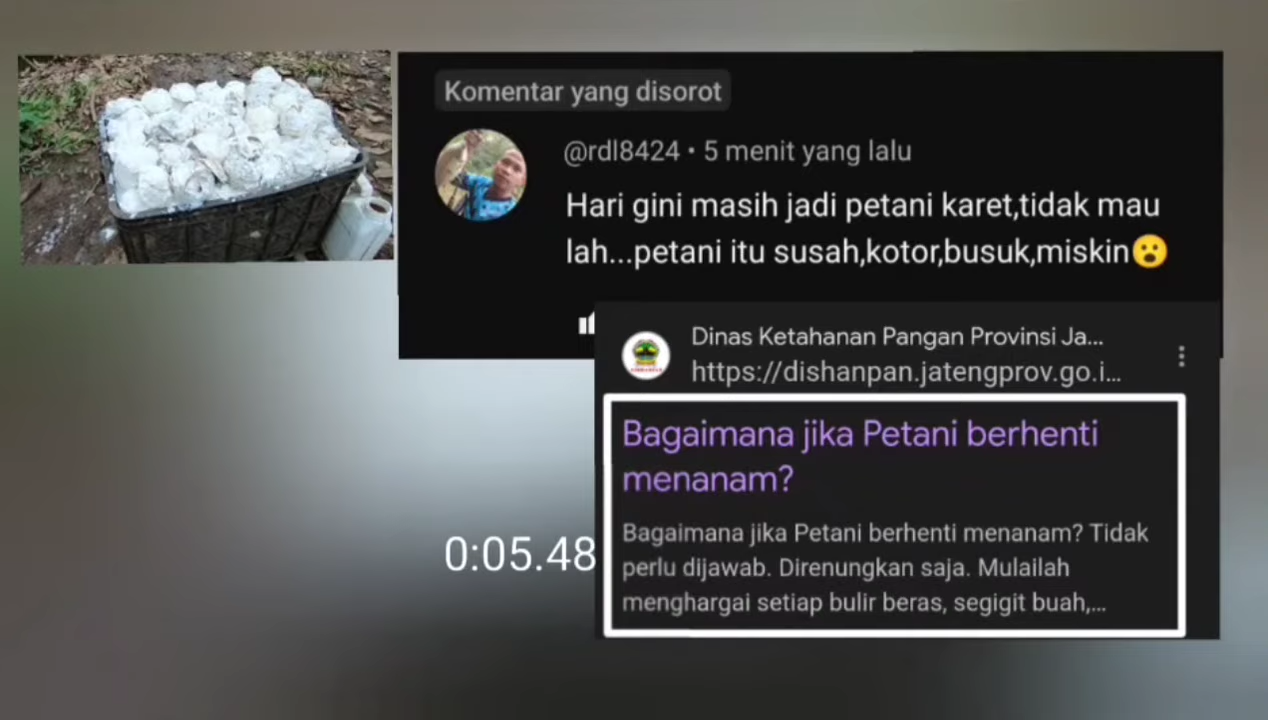 Komentar yang disorot
@rdl8424 • 5 menit yang lalu
Hari gini masih jadi petani karet,tidak mau
lah...petani itu susah,kotor,busuk,miskin😮
Dinas Ketahanan Pangan Provinsi Ja...
https://dishanpan.jatengprov.go.i...
Bagaimana jika Petani berhenti
menanam?
Bagaimana jika Petani berhenti menanam? Tidak
perlu dijawab. Direnungkan saja. Mulailah
menghargai setiap bulir beras, segigit buah,...
0:05.48